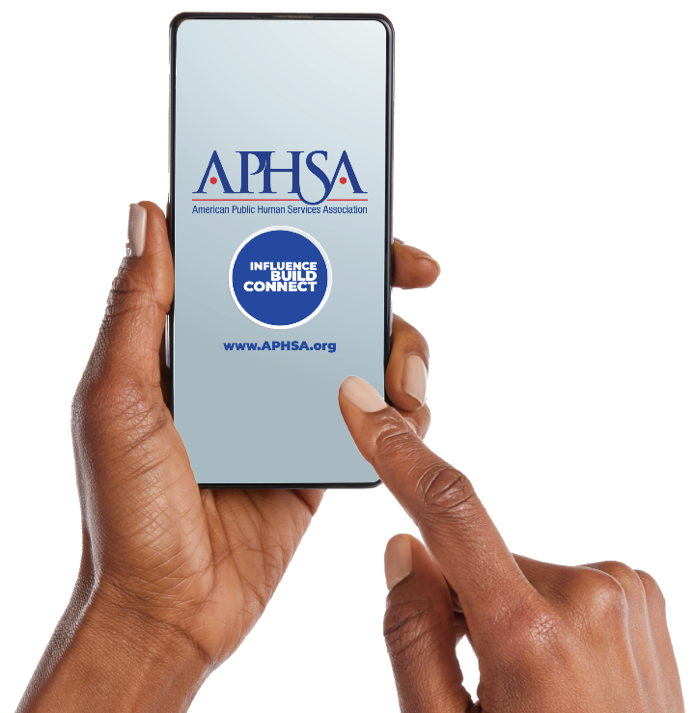 APHSA
American Public Human Services Association
INFLUENCE
BUILD
CONNECT
www.APHSA.org